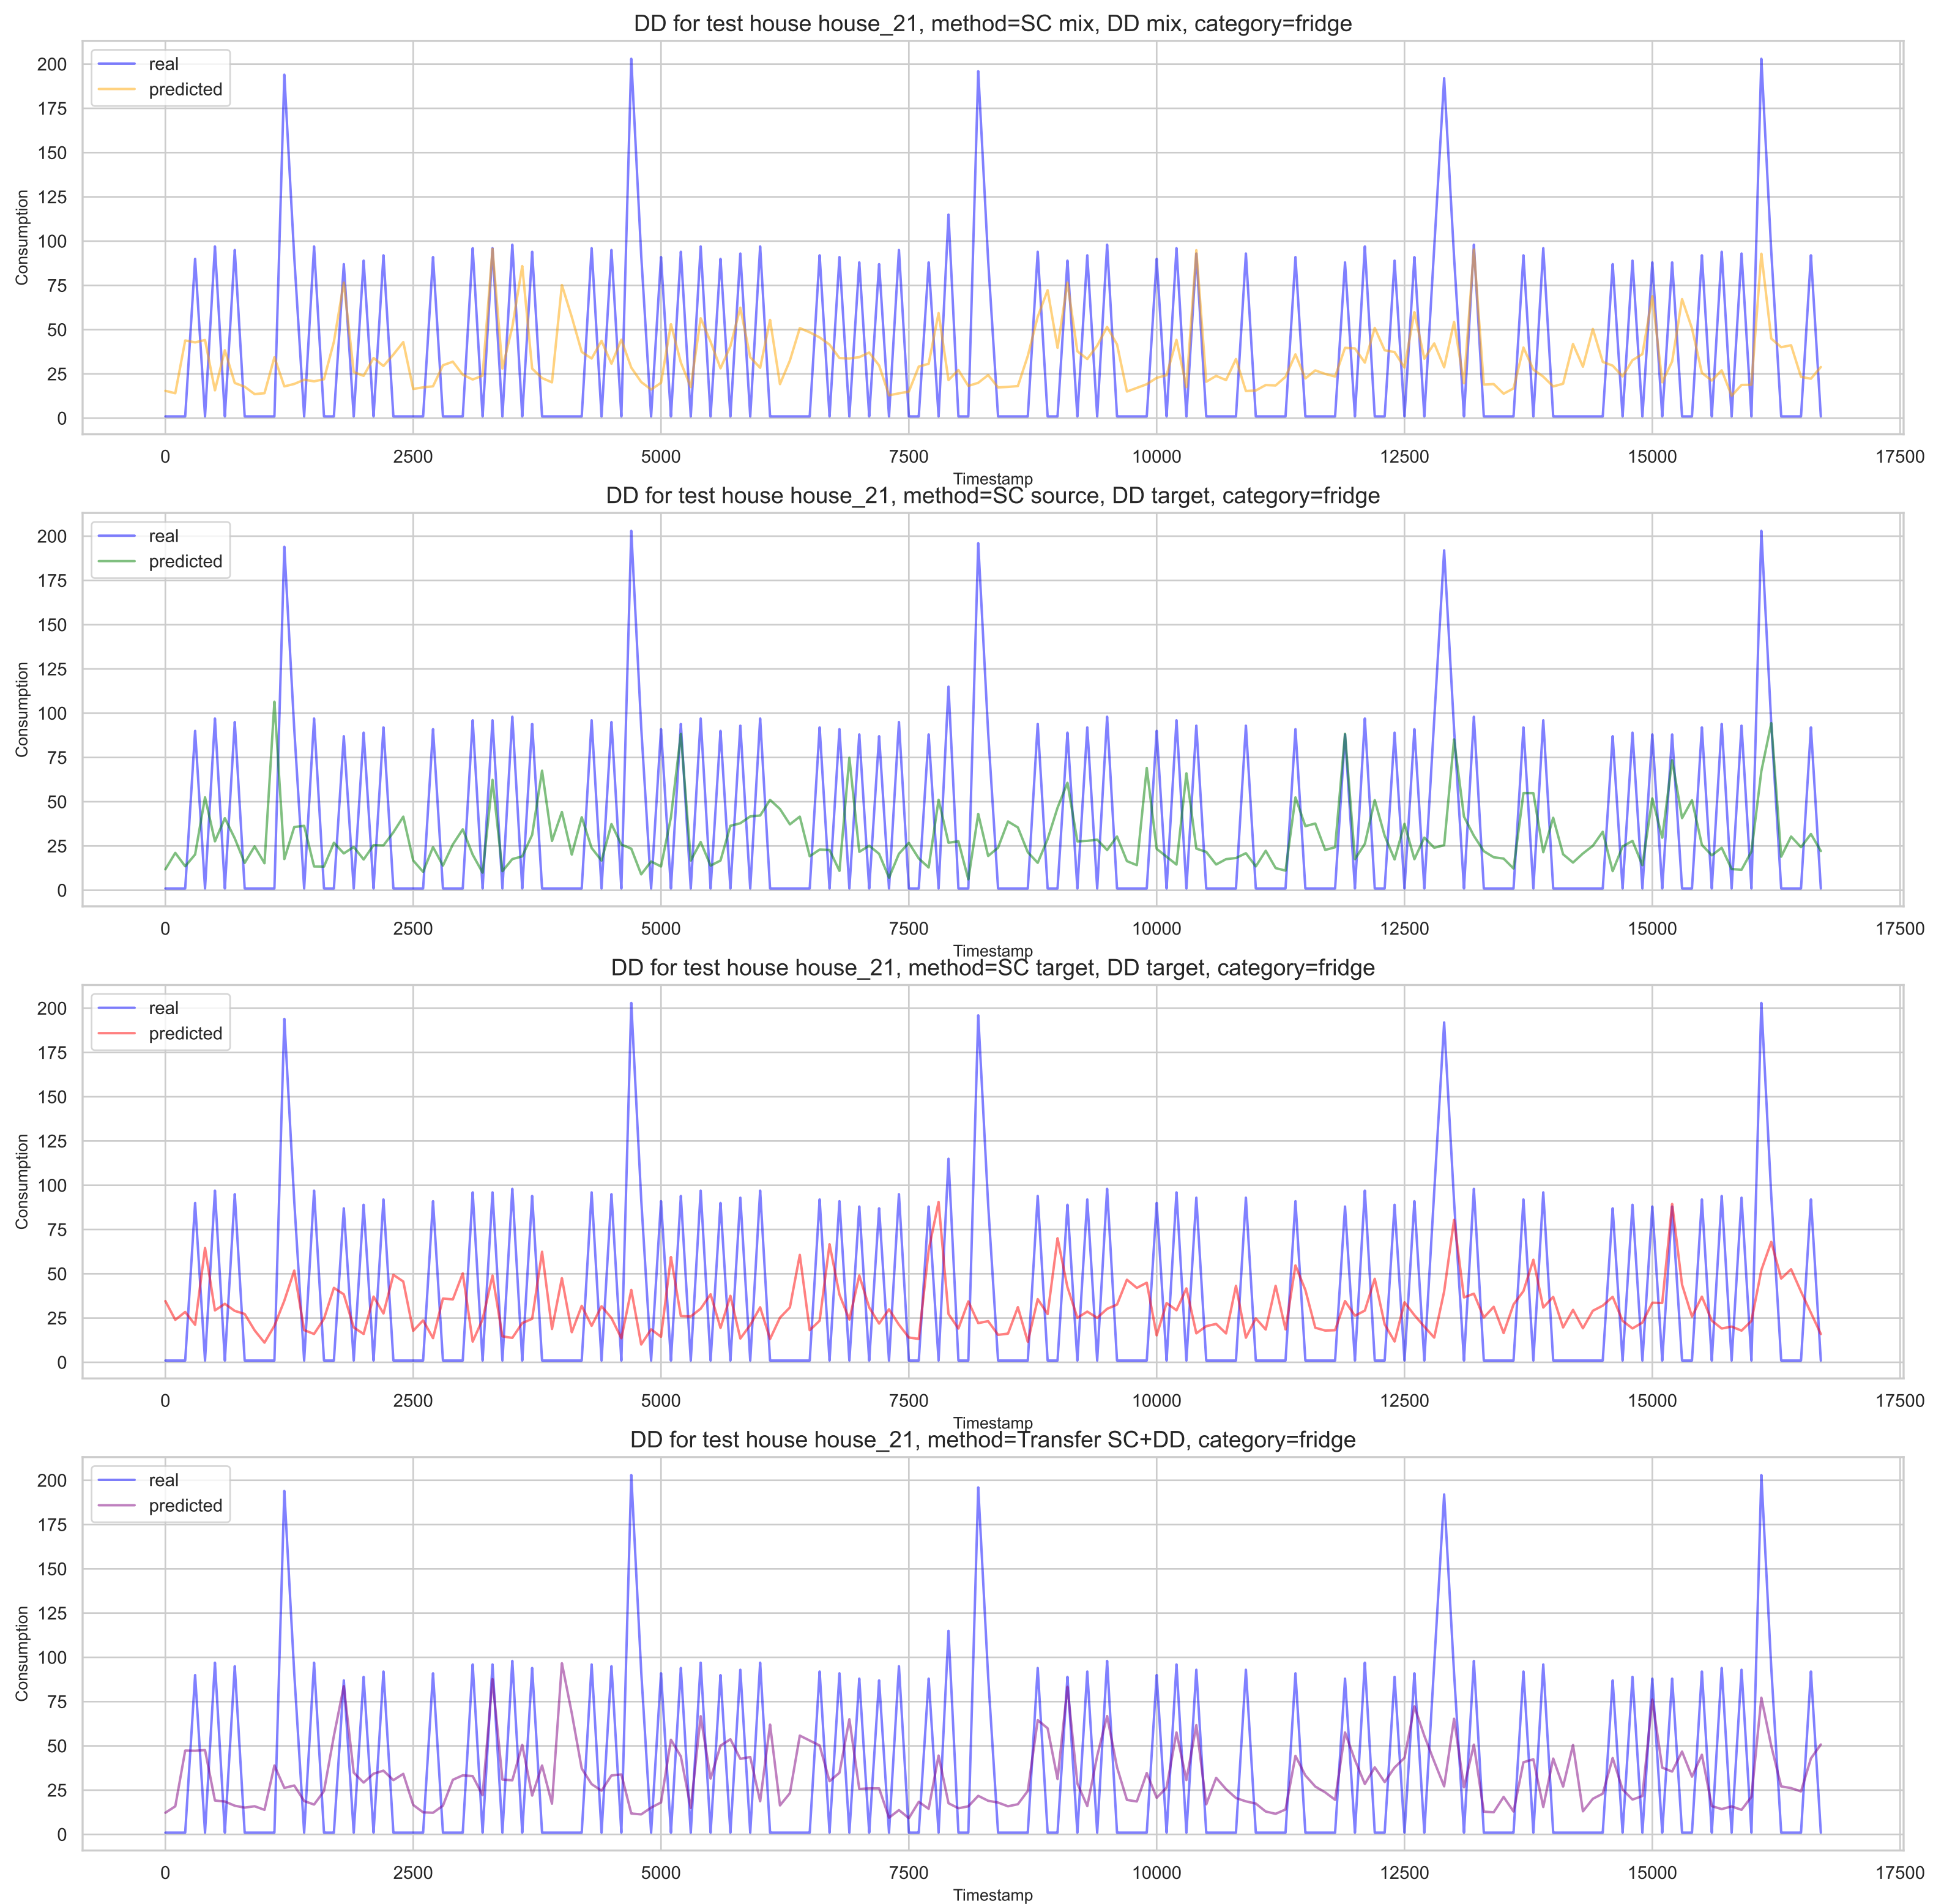 DD for test house house_21, method=SC mix, DD mix, category=fridge
real
predicted
200
175
150
125
100
75
50
25
0
Consumption
0 2500 5000 7500 10000 12500 15000 17500
Timestamp
DD for test house house_21, method=SC source, DD target, category=fridge
real
predicted
200
175
150
125
100
75
50
25
0
Consumption
0 2500 5000 7500 10000 12500 15000 17500
Timestamp
DD for test house house_21, method=SC target, DD target, category=fridge
real
predicted
200
175
150
125
100
75
50
25
0
Consumption
0 2500 5000 7500 10000 12500 15000 17500
Timestamp
DD for test house house_21, method=Transfer SC+DD, category=fridge
real
predicted
200
175
150
125
100
75
50
25
0
Consumption
0 2500 5000 7500 10000 12500 15000 17500
Timestamp